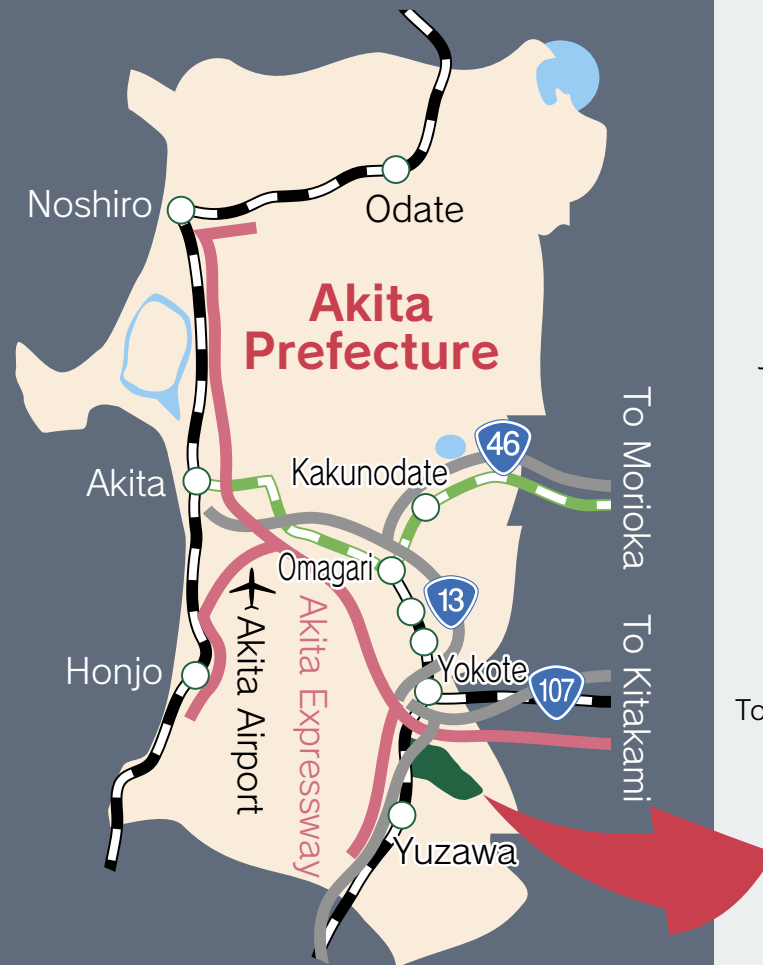 Noshiro
Odate
Akita
Prefecture
46
To Morioka
Akita
Kakunodate
Omagari
13
Akita Airport
Akita Expressway
To Kitakami
Honjo
Yokote
107
To
Yuzawa